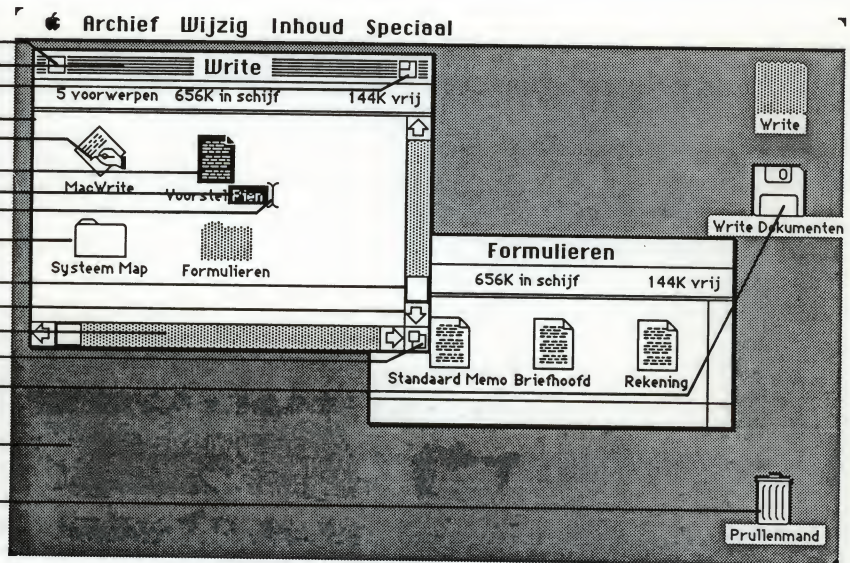 Archief Wijzig Inhoud Speciaal
Write
5 voorwerpen 656K in schijf 144K vrij
MacWrite
Voorstel Pien
Systeem Map
Formulieren
Formulieren
656K in schijf 144K vrij
Standaard Memo Briefhoofd Rekening
Write
Write Dokumenten
Prullenmand